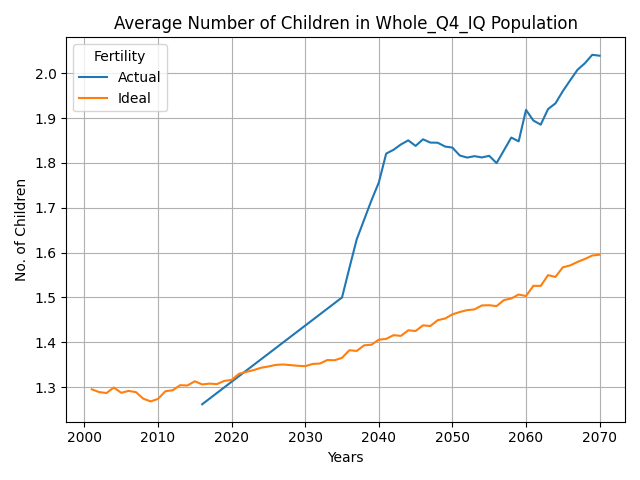 Average Number of Children in Whole_Q4_IQ Population
Fertility
Actual
Ideal
No. of Children
2.0
1.9
1.8
1.7
1.6
1.5
1.4
1.3
2000 2010 2020 2030 2040 2050 2060 2070
Years